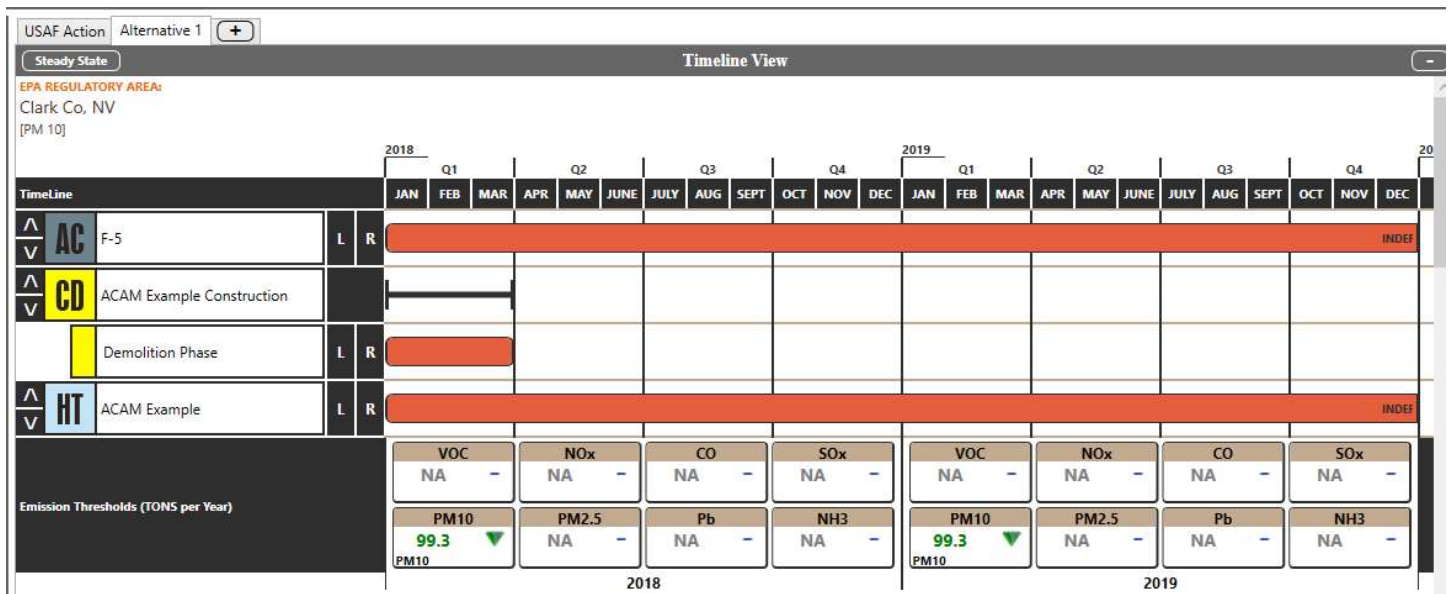 USAF Action Alternative 1 +
Steady State Timeline View -
EPA REGULATORY AREA:
Clark Co, NV
[PM 10]
2018 2019 20
Q1 Q2 Q3 Q4 Q1 Q2 Q3 Q4
TimeLine JAN FEB MAR APR MAY JUNE JULY AUG SEPT OCT NOV DEC JAN FEB MAR APR MAY JUNE JULY AUG SEPT OCT NOV DEC
AC F-5 L R INDEF
CD ACAM Example Construction
Demolition Phase L R
HT ACAM Example L R INDEF
VOC NOx CO SOx VOC NOx CO SOx
NA - NA - NA - NA - NA - NA - NA - NA -
Emission Thresholds (TONS per Year)
PM10 PM2.5 Pb NH3 PM10 PM2.5 Pb NH3
99.3 NA - NA - NA - 99.3 NA - NA - NA -
PM10 PM10
2018 2019